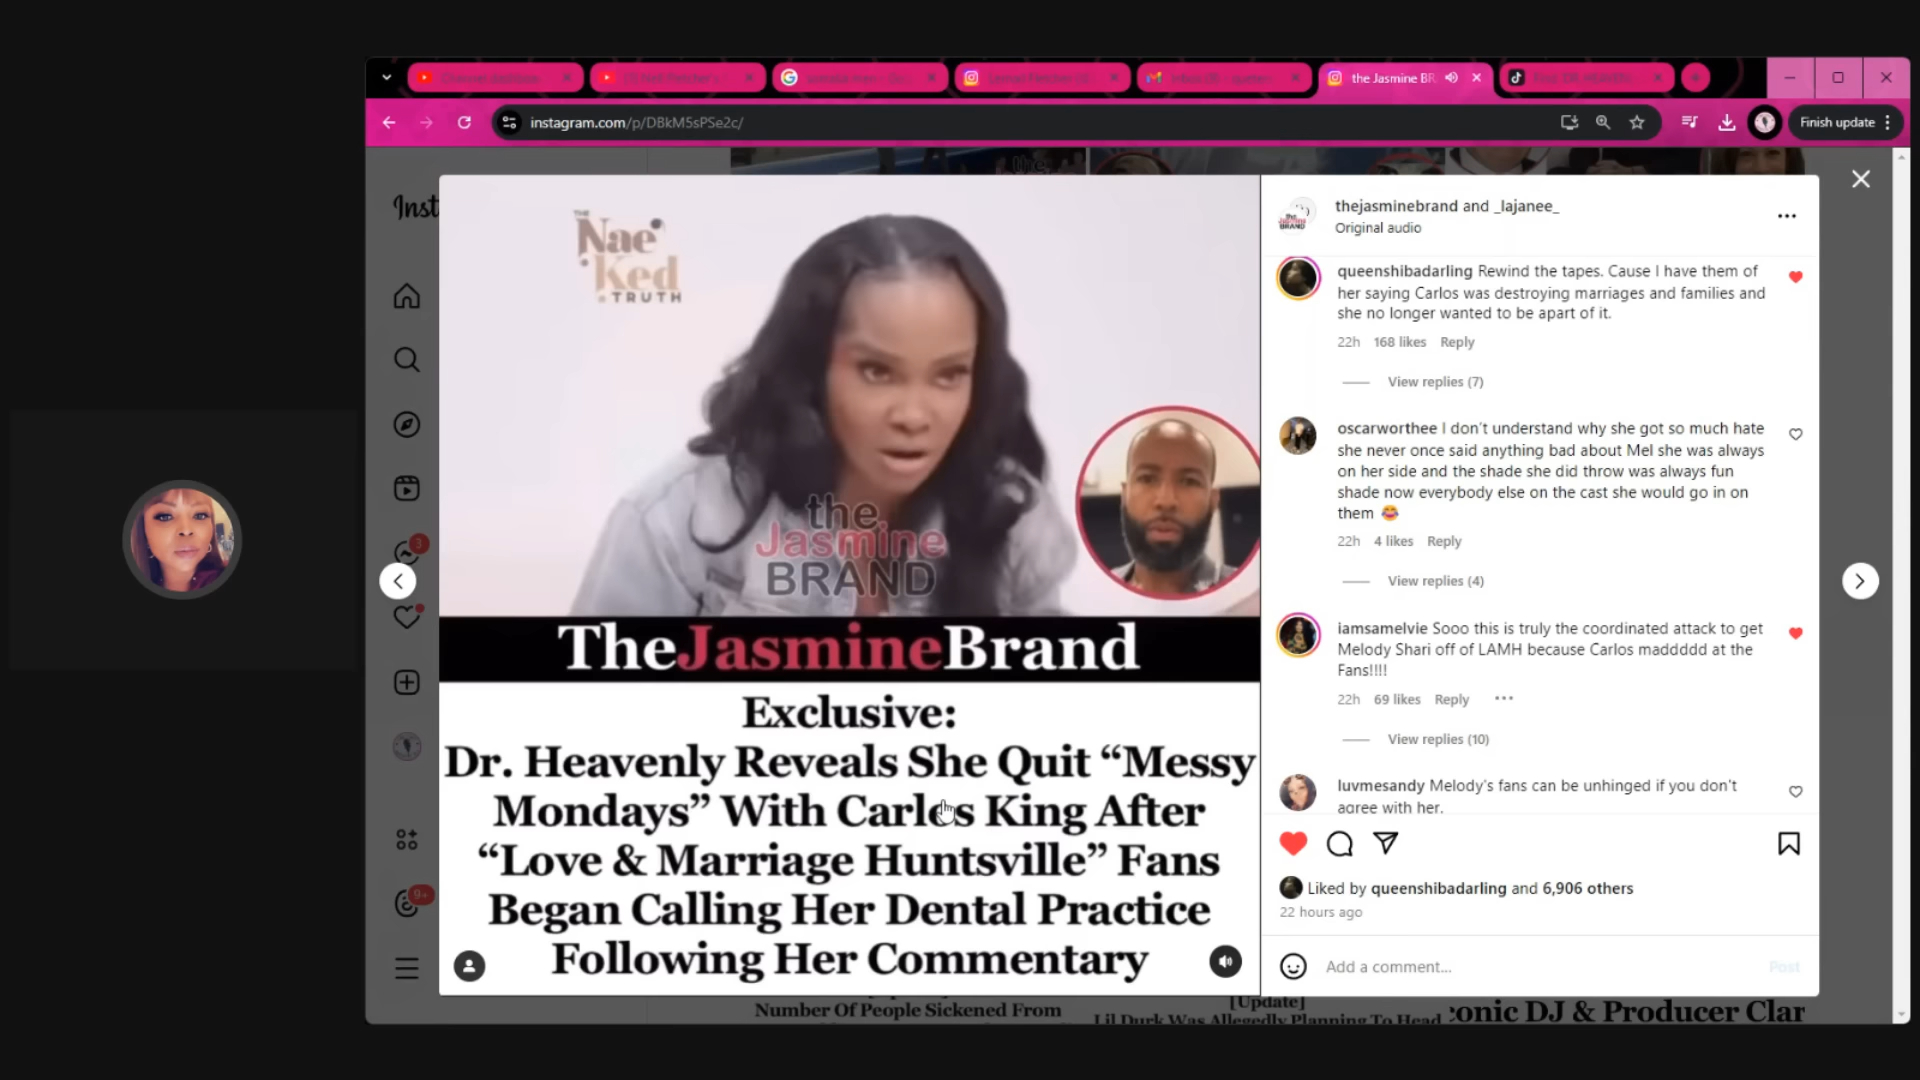 the Jasmine BR
instagram.com/p/DBkM5sPSe2c/
Finish update
Inst
THE
Nae
Ked
TRUTH
the
Jasmine
BRAND
TheJasmineBrand
Exclusive:
Dr. Heavenly Reveals She Quit “Messy
Mondays” With Carlos King After
“Love & Marriage Huntsville” Fans
Began Calling Her Dental Practice
Following Her Commentary
3
9+
thejasminebrand and _lajanee_
Original audio
queenshibadarling Rewind the tapes. Cause I have them of
her saying Carlos was destroying marriages and families and
she no longer wanted to be apart of it.
22h 168 likes Reply
View replies (7)
oscarworthee I don't understand why she got so much hate
she never once said anything bad about Mel she was always
on her side and the shade she did throw was always fun
shade now everybody else on the cast she would go in on
them 😂
22h 4 likes Reply
View replies (4)
iamsamelvie Sooo this is truly the coordinated attack to get
Melody Shari off of LAMH because Carlos maddddd at the
Fans!!!!
22h 69 likes Reply ...
View replies (10)
luvmesandy Melody's fans can be unhinged if you don't
agree with her.
Liked by queenshibadarling and 6,906 others
22 hours ago
Add a comment...
Post
Number Of People Sickened From
[Update]
Lil Durk Was Allegedly Planning To Head
conic DJ & Producer Clar